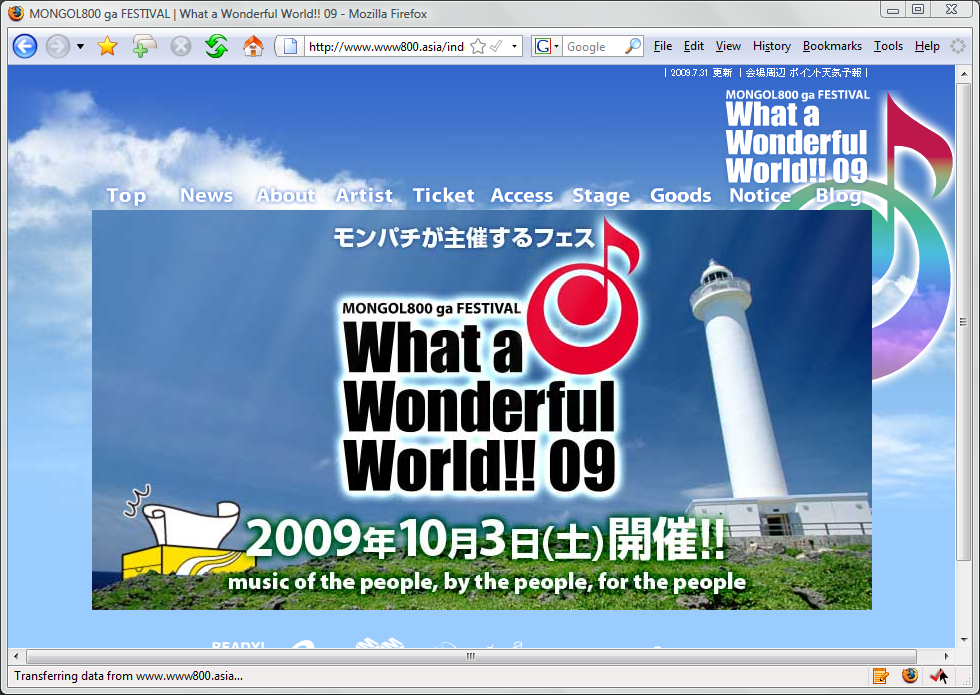 MONGOL800 ga FESTIVAL | What a Wonderful World!! 09 - Mozilla Firefox
http://www.www800.asia/ind
G
Google
File Edit View History Bookmarks Tools Help
| 2009.7.31 更新 | 会場周辺 ポイント天気予報 |
MONGOL800 ga FESTIVAL
What a
Wonderful
World!! 09
Top News About Artist Ticket Access Stage Goods Notice Blog
モンパチが主催するフェス
MONGOL800 ga FESTIVAL
What a
Wonderful
World!! 09
2009年10月3日(土)開催!!
music of the people, by the people, for the people
READY!
Transferring data from www.www800.asia...